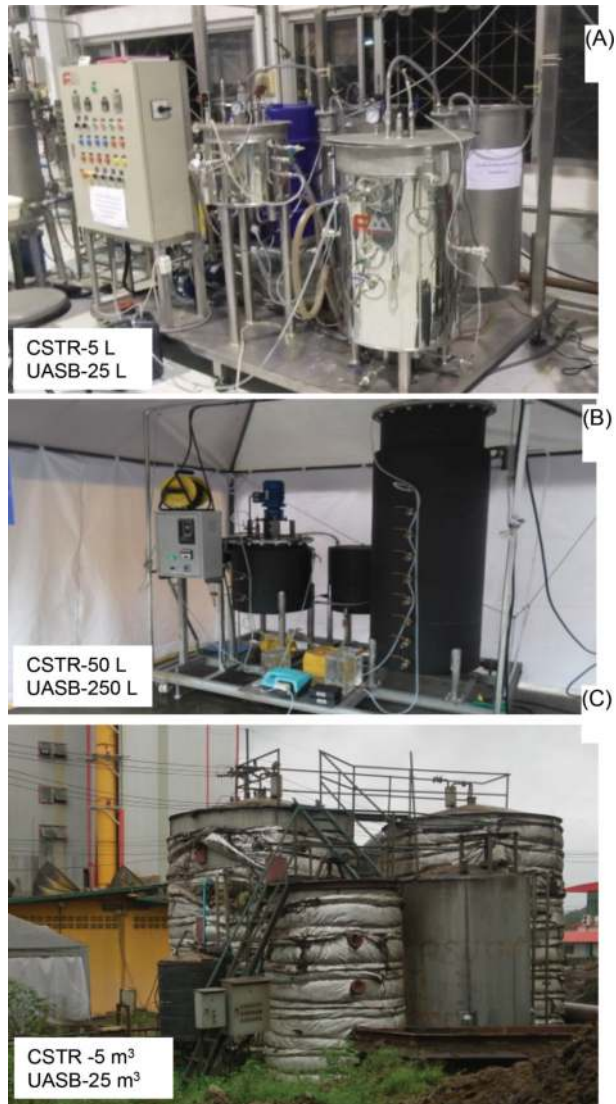 (A)
CSTR-5 L
UASB-25 L
(B)
CSTR-50 L
UASB-250 L
(C)
CSTR -5 m³
UASB-25 m³